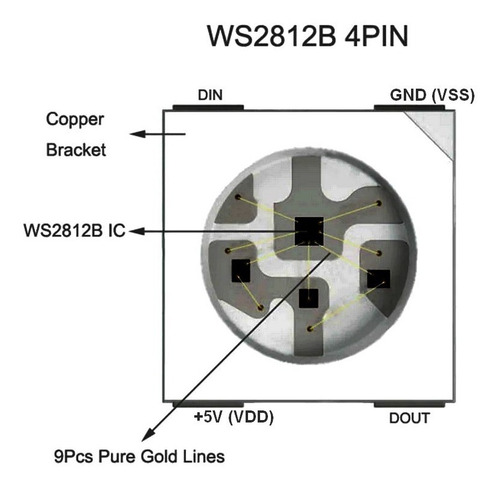 WS2812B 4PIN
DIN
GND (VSS)
Copper
Bracket
WS2812B IC
+5V (VDD)
DOUT
9Pcs Pure Gold Lines